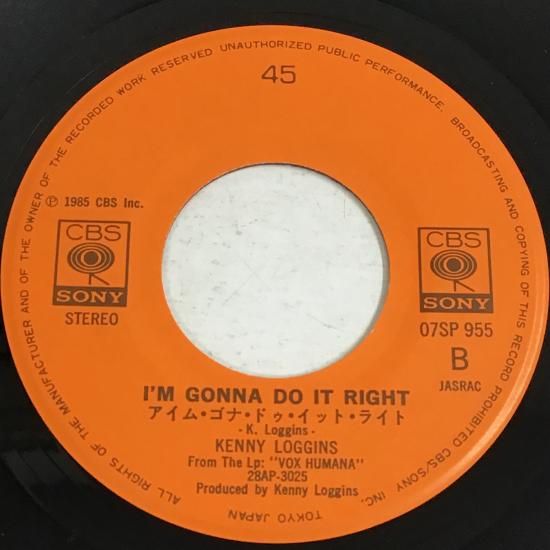 ALL RIGHTS OF THE MANUFACTURER AND OF THE OWNER OF THE RECORDED WORK RESERVED UNAUTHORIZED PUBLIC PERFORMANCE, BROADCASTING AND COPYING OF THIS RECORD PROHIBITED CBS/SONY INC.
TOKYO JAPAN
45
℗ 1985 CBS Inc.
CBS
SONY
STEREO
CBS
SONY
07SP 955
B
JASRAC
I'M GONNA DO IT RIGHT
アイム・ゴナ・ドゥ・イット・ライト
- K. Loggins -
KENNY LOGGINS
From The Lp: "VOX HUMANA"
28AP-3025
Produced by Kenny Loggins